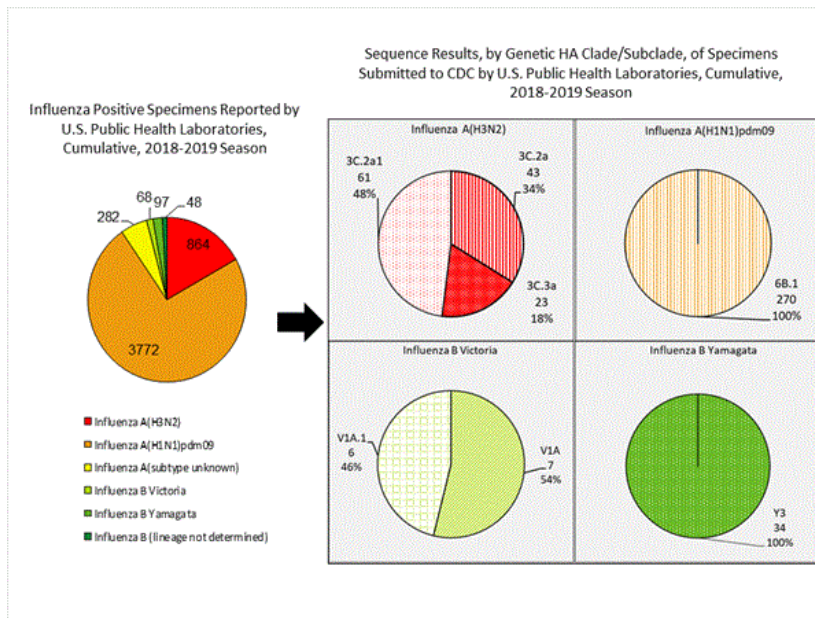 Sequence Results, by Genetic HA Clade/Subclade, of Specimens
Submitted to CDC by U.S. Public Health Laboratories, Cumulative,
2018-2019 Season
Influenza Positive Specimens Reported by
U.S. Public Health Laboratories,
Cumulative, 2018-2019 Season
68
97
48
282
864
3772
Influenza A(H3N2)
Influenza A(H1N1)pdm09
Influenza A(subtype unknown)
Influenza B Victoria
Influenza B Yamagata
Influenza B (lineage not determined)
Influenza A(H3N2)
3C.2a1
61
48%
3C.2a
43
34%
3C.3a
23
18%
Influenza A(H1N1)pdm09
6B.1
270
100%
Influenza B Victoria
V1A.1
6
46%
V1A
7
54%
Influenza B Yamagata
Y3
34
100%